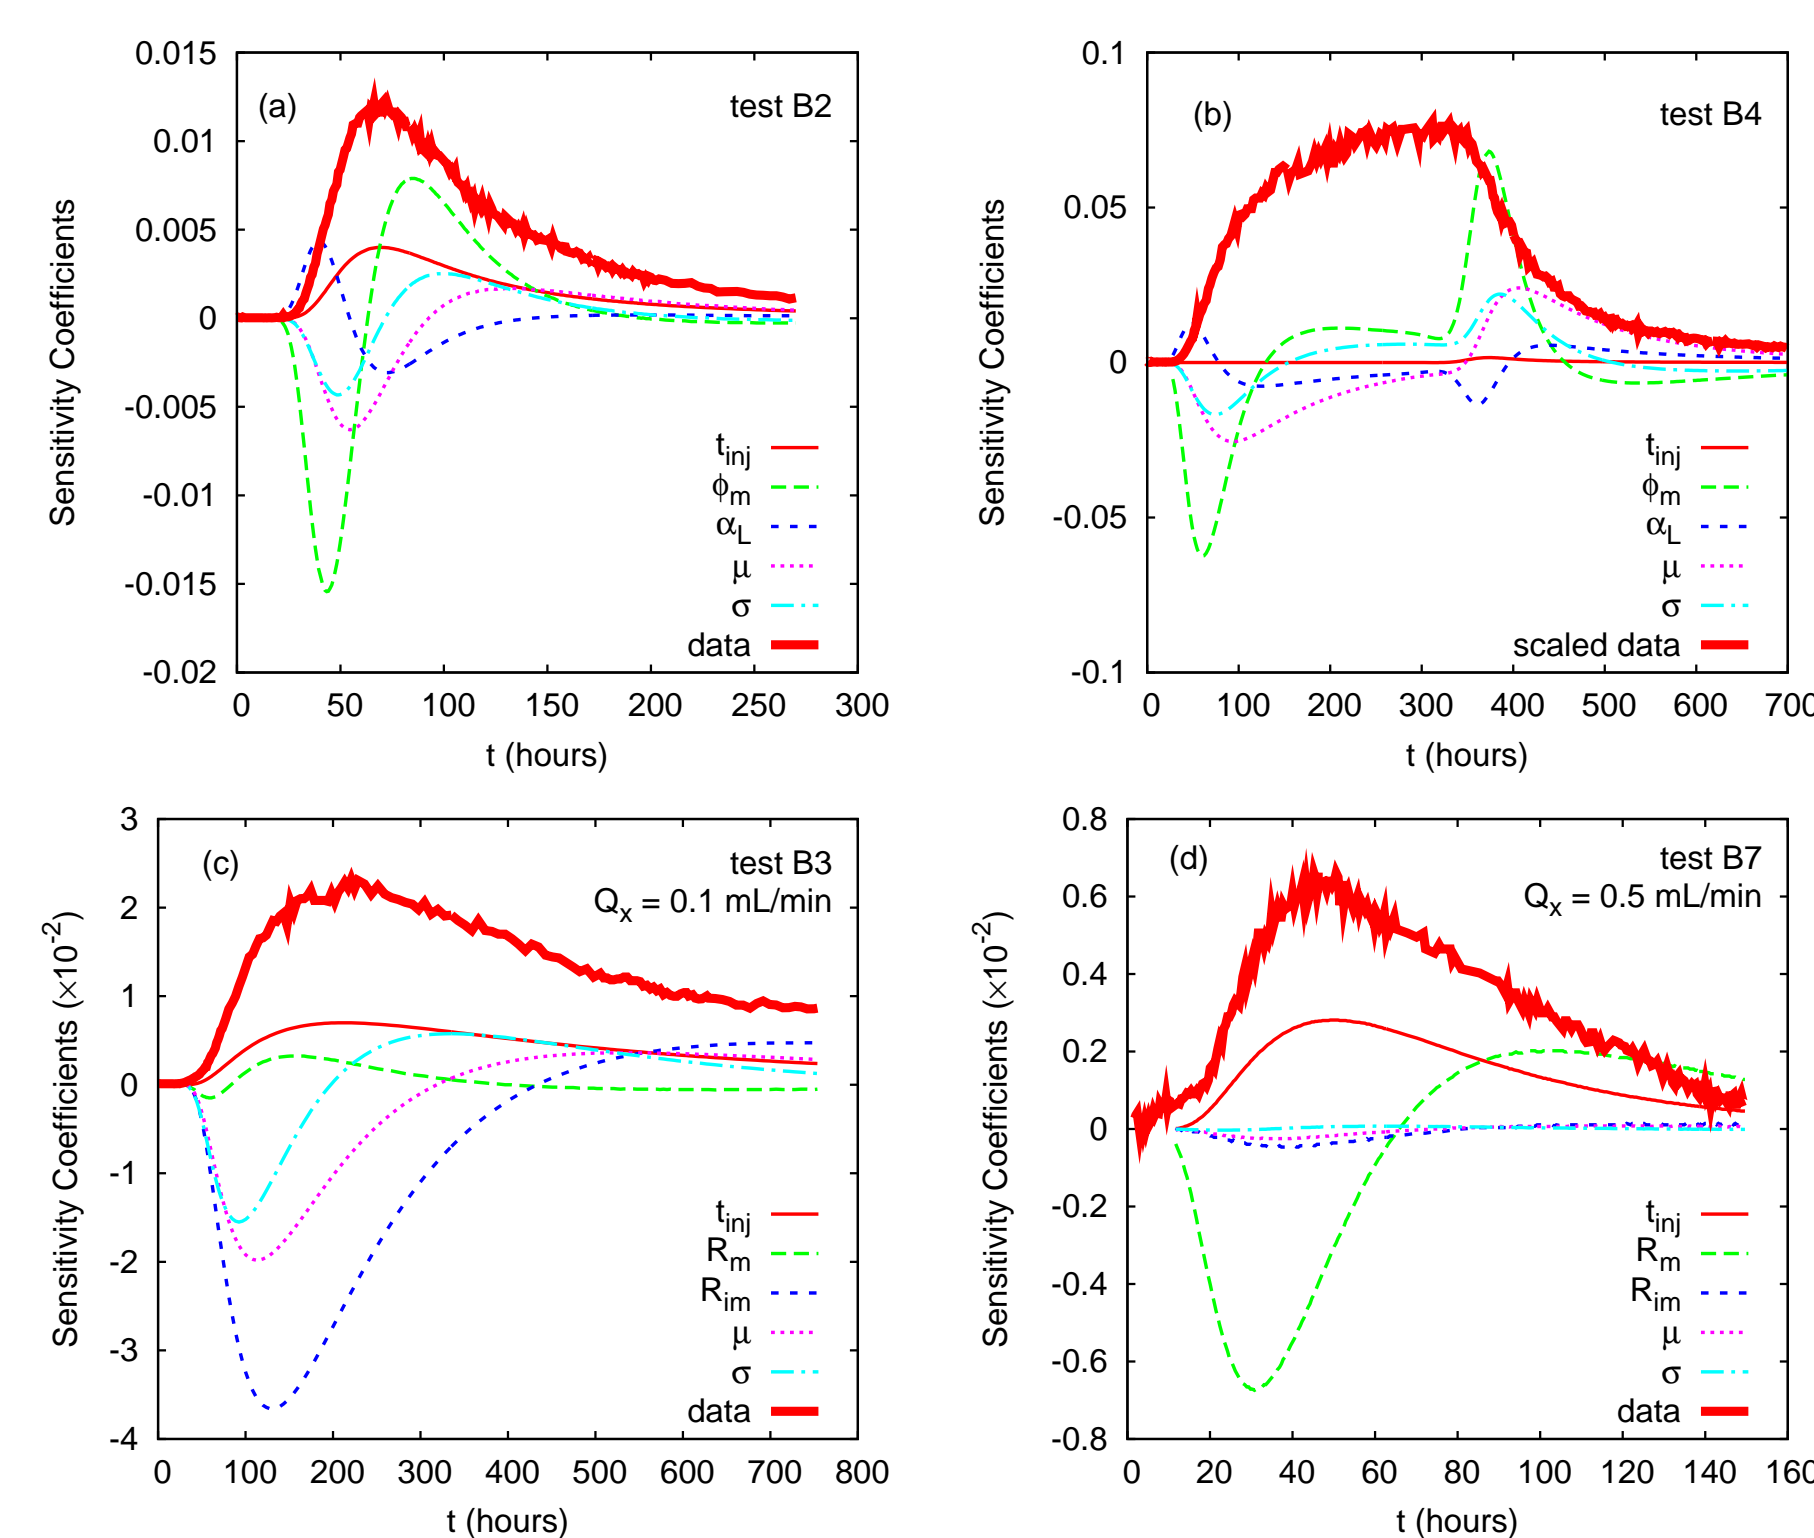 0.015
0.01
0.005
0
-0.005
-0.01
-0.015
-0.02
Sensitivity Coefficients
(a)
test B2
t_inj
ϕ_m
α_L
μ
σ
data
0 50 100 150 200 250 300
t (hours)
0.1
0.05
0
-0.05
-0.1
Sensitivity Coefficients
(b)
test B4
t_inj
ϕ_m
α_L
μ
σ
scaled data
0 100 200 300 400 500 600 700
t (hours)
3
2
1
0
-1
-2
-3
-4
Sensitivity Coefficients (×10^-2)
(c)
test B3
Q_x = 0.1 mL/min
t_inj
R_m
R_im
μ
σ
data
0 100 200 300 400 500 600 700 800
t (hours)
0.8
0.6
0.4
0.2
0
-0.2
-0.4
-0.6
-0.8
Sensitivity Coefficients (×10^-2)
(d)
test B7
Q_x = 0.5 mL/min
t_inj
R_m
R_im
μ
σ
data
0 20 40 60 80 100 120 140 160
t (hours)